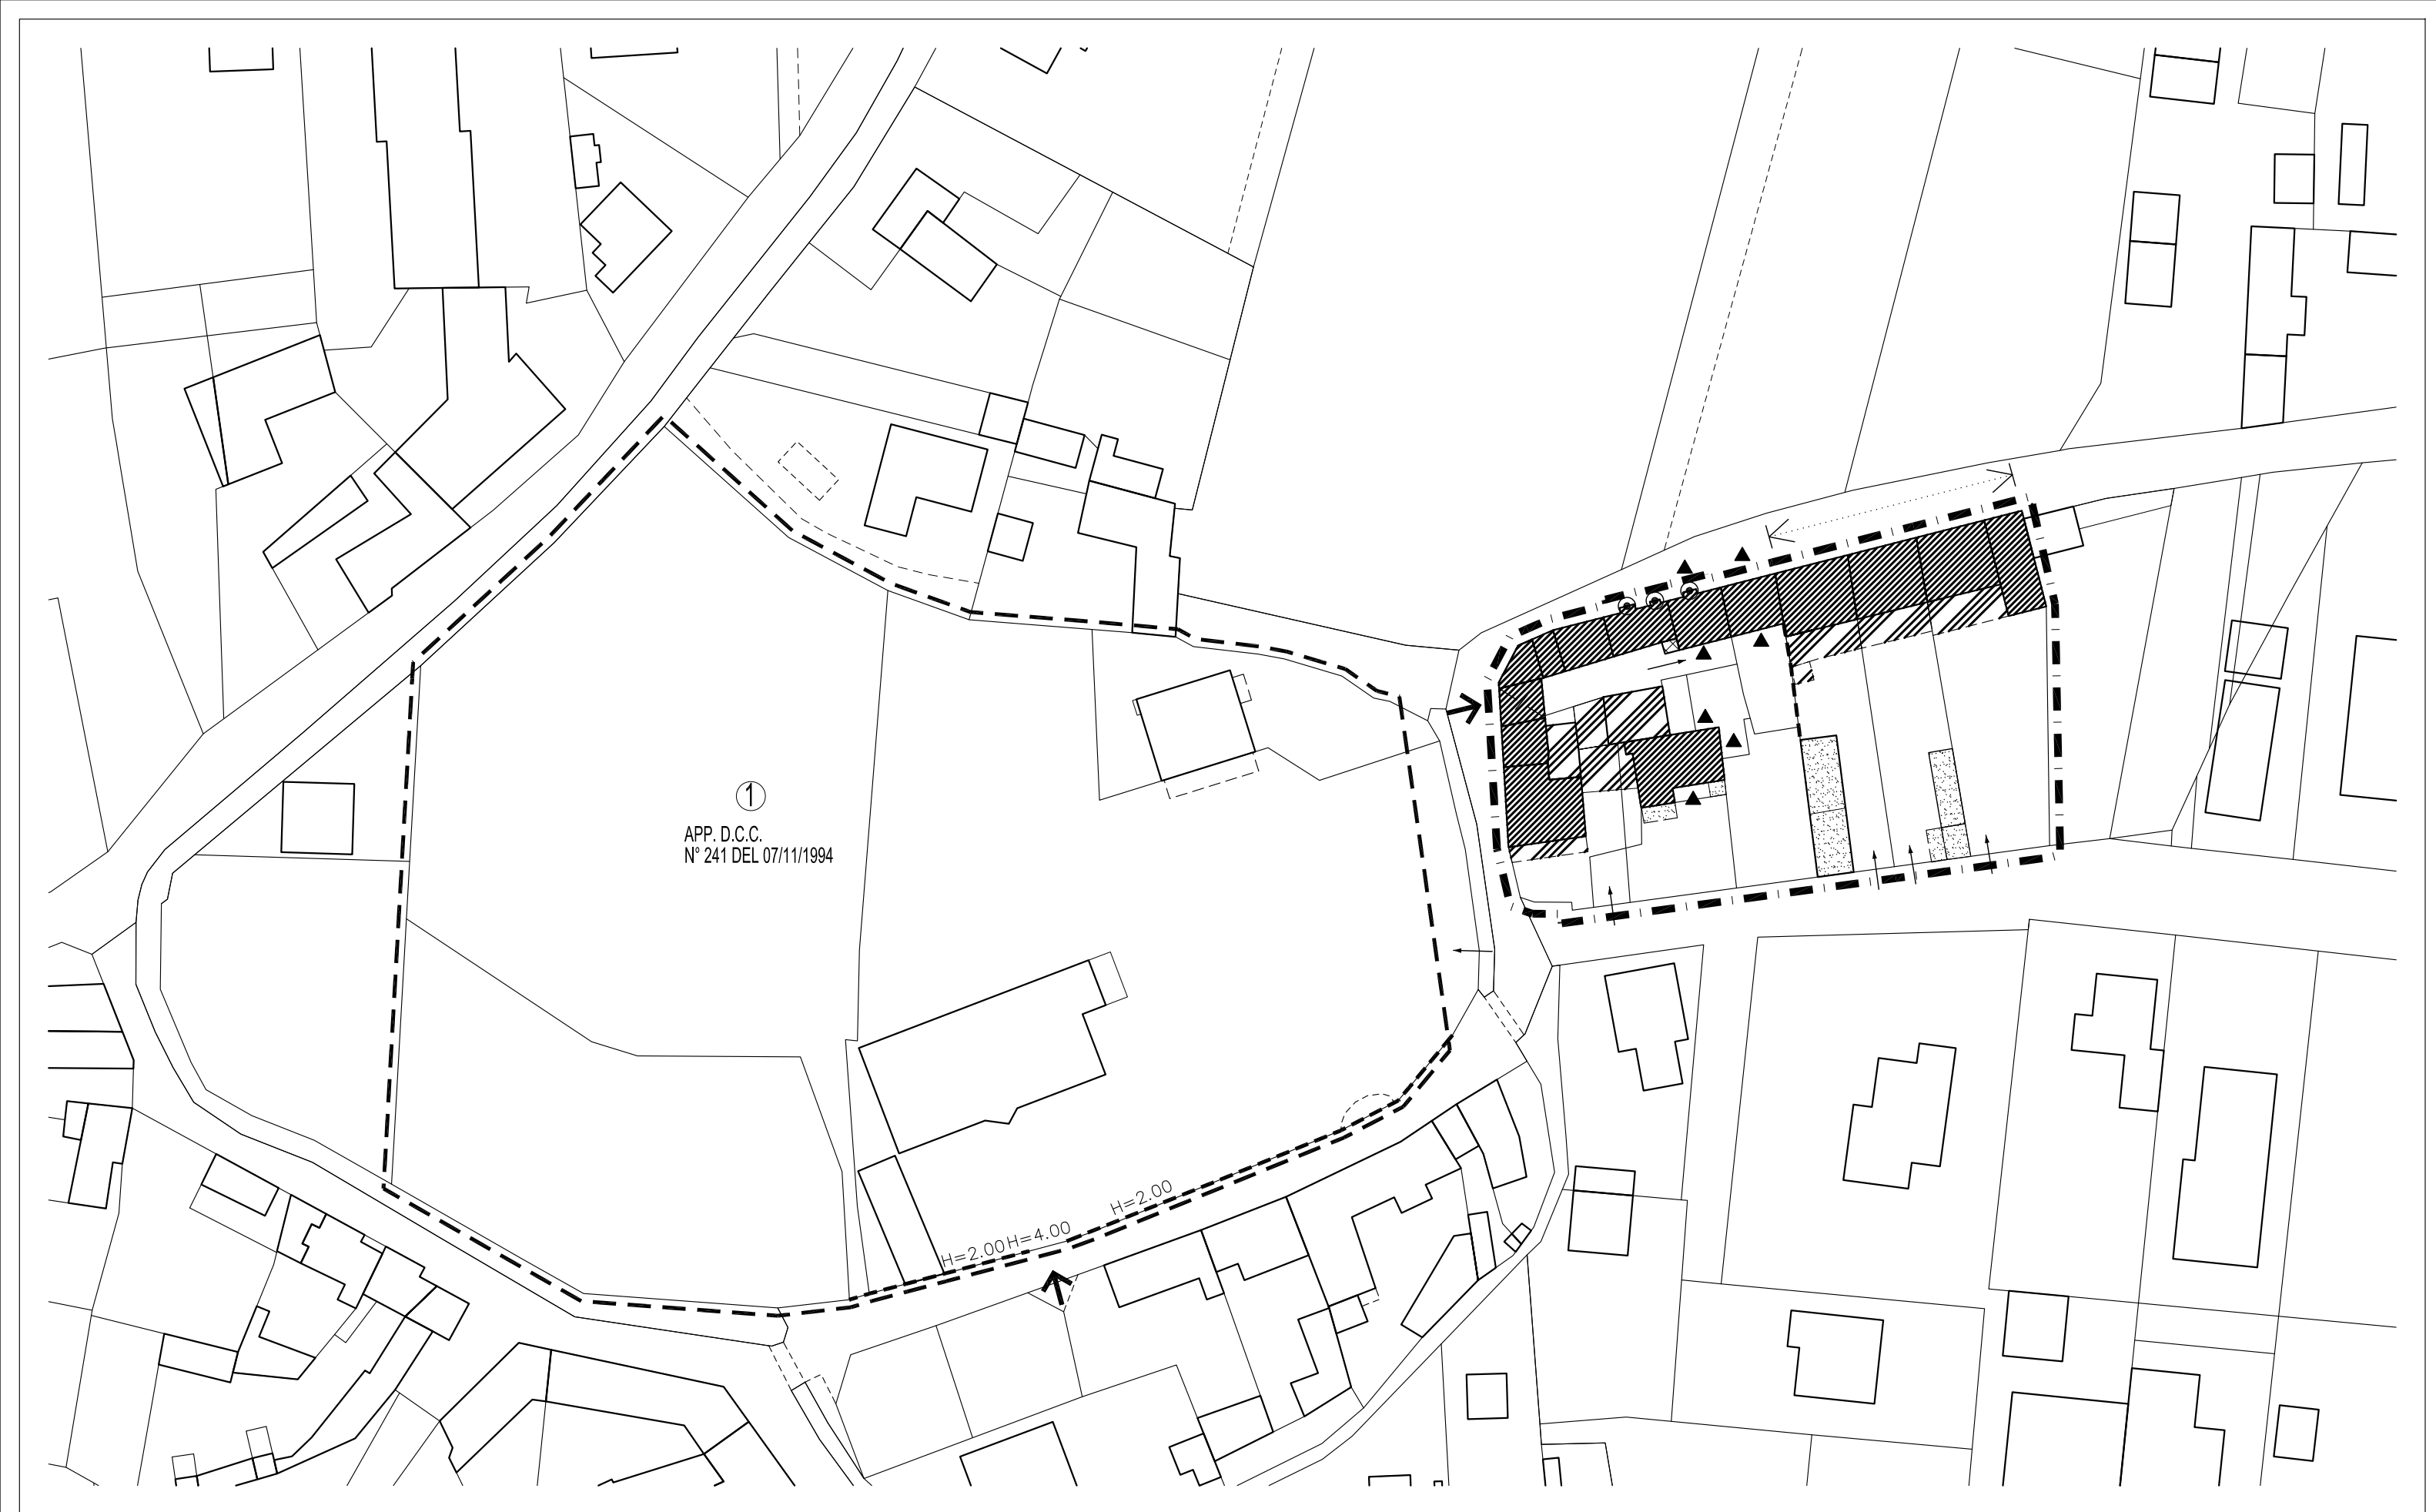 1
APP. D.C.C.
N° 241 DEL 07/11/1994
H=2.00
H=2.00 H=4.00